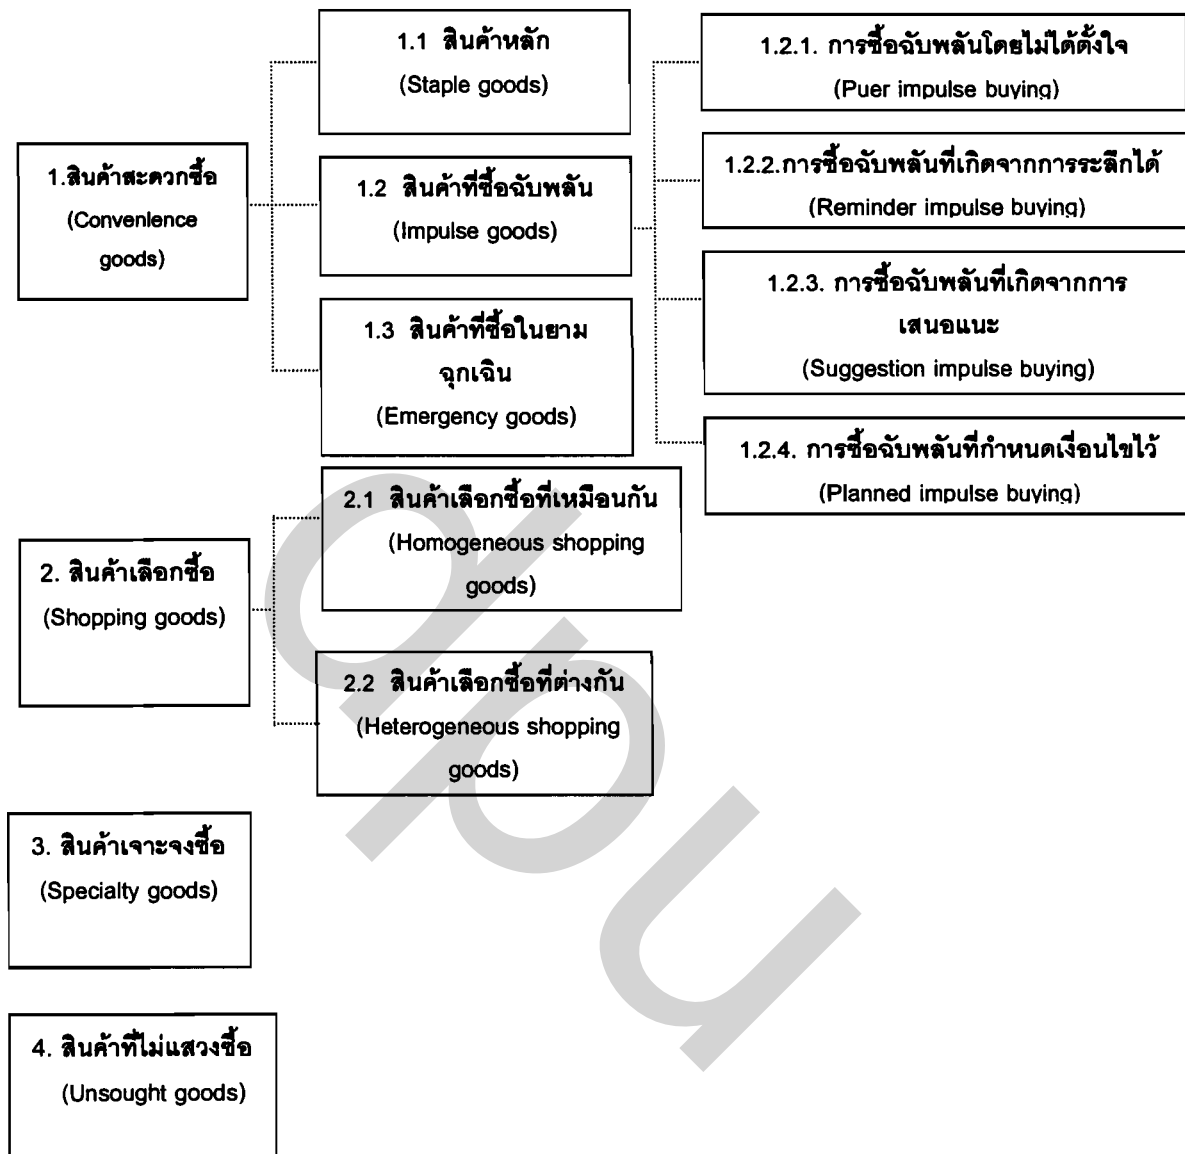 1.สินค้าสะดวกซื้อ
(Convenience
goods)
1.1 สินค้าหลัก
(Staple goods)
1.2 สินค้าที่ซื้อฉับพลัน
(Impulse goods)
1.3 สินค้าที่ซื้อในยาม
ฉุกเฉิน
(Emergency goods)
1.2.1. การซื้อฉับพลันโดยไม่ได้ตั้งใจ
(Puer impulse buying)
1.2.2.การซื้อฉับพลันที่เกิดจากการระลึกได้
(Reminder impulse buying)
1.2.3. การซื้อฉับพลันที่เกิดจากการ
เสนอแนะ
(Suggestion impulse buying)
1.2.4. การซื้อฉับพลันที่กำหนดเงื่อนไขไว้
(Planned impulse buying)
2. สินค้าเลือกซื้อ
(Shopping goods)
2.1 สินค้าเลือกซื้อที่เหมือนกัน
(Homogeneous shopping
goods)
2.2 สินค้าเลือกซื้อที่ต่างกัน
(Heterogeneous shopping
goods)
3. สินค้าเจาะจงซื้อ
(Specialty goods)
4. สินค้าที่ไม่แสวงซื้อ
(Unsought goods)
dpu